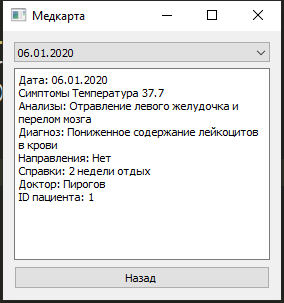 Медкарта
06.01.2020
Дата: 06.01.2020
Симптомы Температура 37.7
Анализы: Отравление левого желудочка и
перелом мозга
Диагноз: Пониженное содержание лейкоцитов
в крови
Направления: Нет
Справки: 2 недели отдых
Доктор: Пирогов
ID пациента: 1
Назад